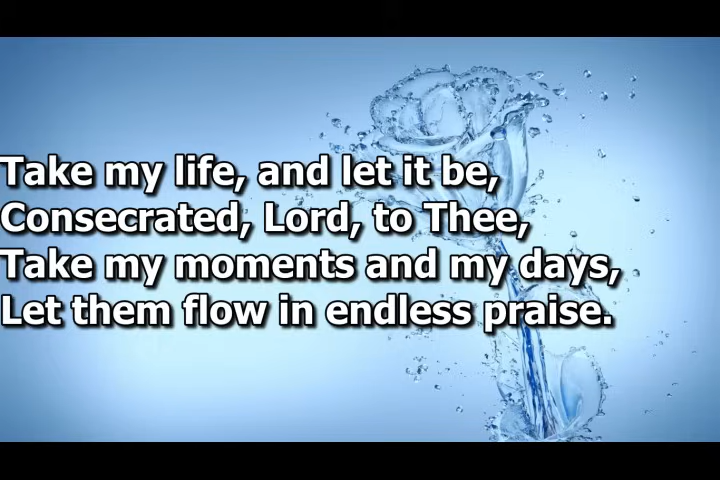 Take my life, and let it be,
Consecrated, Lord, to Thee,
Take my moments and my days,
Let them flow in endless praise.